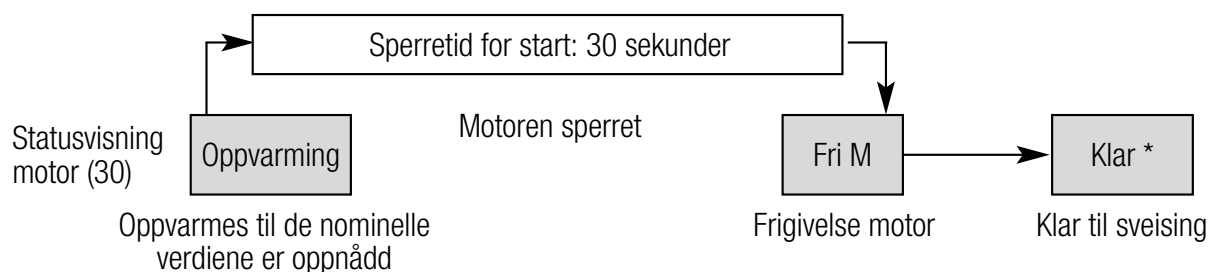 Sperretid for start: 30 sekunder
Motoren sperret
Statusvisning
motor (30)
Oppvarming
Fri M
Klar *
Oppvarmes til de nominelle
verdiene er oppnådd
Frigivelse motor
Klar til sveising